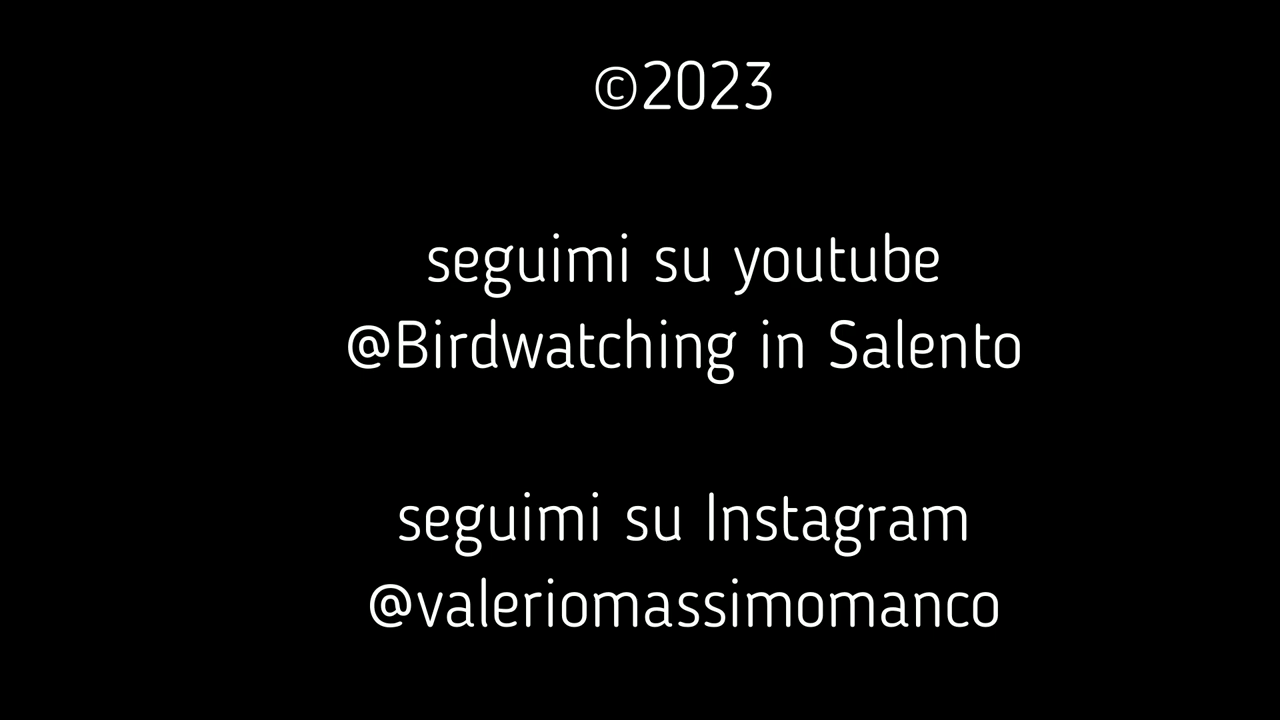 ©2023
seguimi su youtube
@Birdwatching in Salento
seguimi su Instagram
@valeriomassimomanco